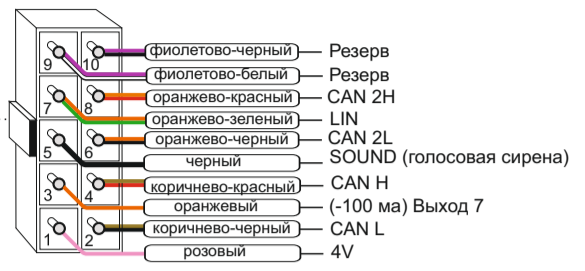 10 фиолетово-черный Резерв
9 фиолетово-белый Резерв
8 оранжево-красный CAN 2H
7 оранжево-зеленый LIN
6 оранжево-черный CAN 2L
5 черный SOUND (голосовая сирена)
4 коричнево-красный CAN H
3 оранжевый (-100 ма) Выход 7
2 коричнево-черный CAN L
1 розовый 4V